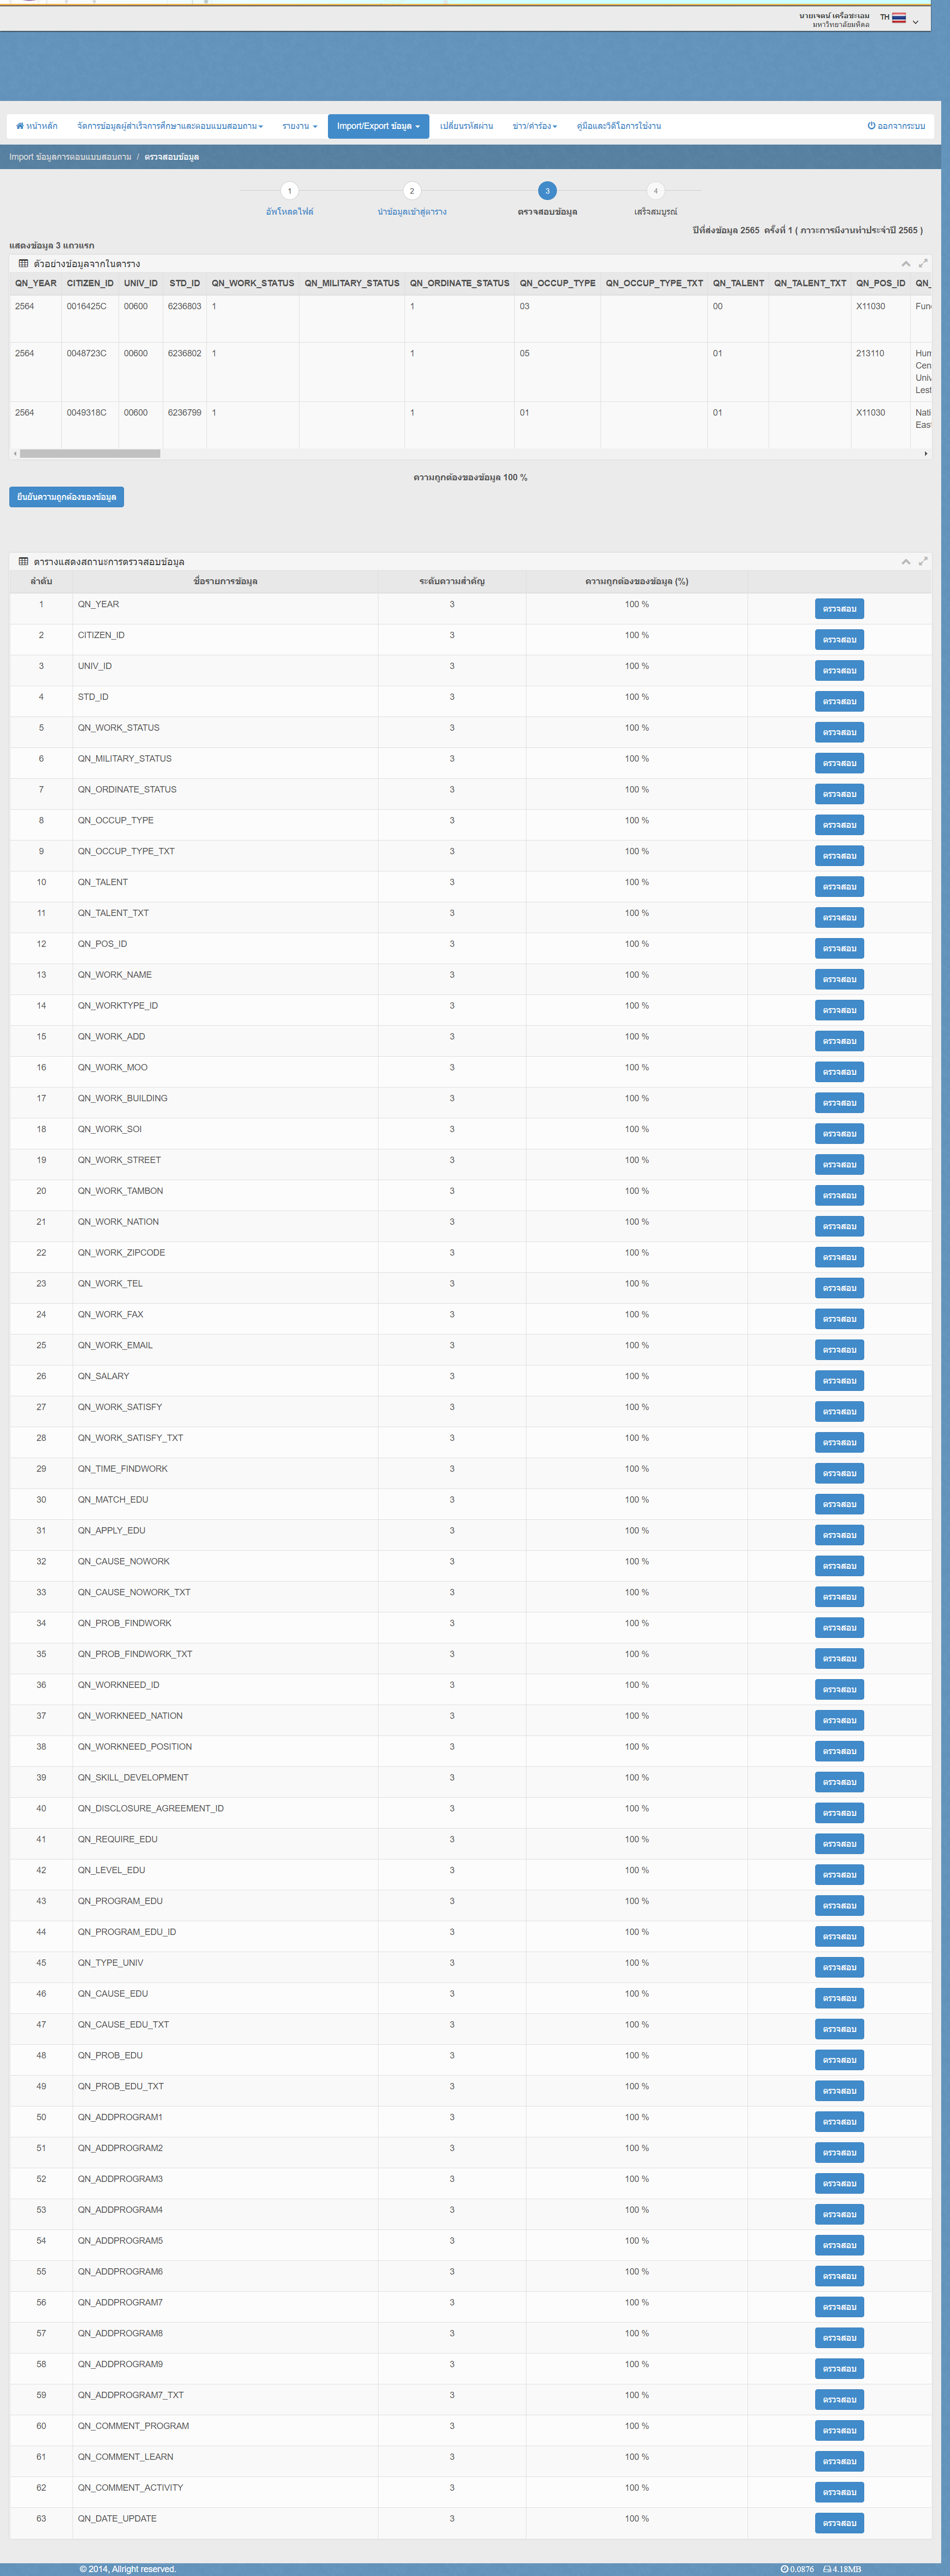 นายเจตน์ เครือชะเอม
มหาวิทยาลัยมหิดล
TH
หน้าหลัก จัดการข้อมูลผู้สำเร็จการศึกษาและตอบแบบสอบถาม รายงาน Import/Export ข้อมูล เปลี่ยนรหัสผ่าน ข่าว/คำร้อง คู่มือและวิดีโอการใช้งาน ออกจากระบบ
Import ข้อมูลการตอบแบบสอบถาม / ตรวจสอบข้อมูล
1 2 3 4
อัพโหลดไฟล์ นำข้อมูลเข้าสู่ตาราง ตรวจสอบข้อมูล เสร็จสมบูรณ์
ปีที่ส่งข้อมูล 2565 ครั้งที่ 1 ( ภาวะการมีงานทำประจำปี 2565 )
แสดงข้อมูล 3 แถวแรก
ตัวอย่างข้อมูลจากในตาราง
QN_YEAR CITIZEN_ID UNIV_ID STD_ID QN_WORK_STATUS QN_MILITARY_STATUS QN_ORDINATE_STATUS QN_OCCUP_TYPE QN_OCCUP_TYPE_TXT QN_TALENT QN_TALENT_TXT QN_POS_ID QN_
2564 0016425C 00600 6236803 1 1 03 00 X11030 Fun
2564 0048723C 00600 6236802 1 1 05 01 213110 Hum
Cen
Univ
Lest
2564 0049318C 00600 6236799 1 1 01 01 X11030 Nati
East
ความถูกต้องของข้อมูล 100 %
ยืนยันความถูกต้องของข้อมูล
ตารางแสดงสถานะการตรวจสอบข้อมูล
ลำดับ ชื่อรายการข้อมูล ระดับความสำคัญ ความถูกต้องของข้อมูล (%)
1 QN_YEAR 3 100 % ตรวจสอบ
2 CITIZEN_ID 3 100 % ตรวจสอบ
3 UNIV_ID 3 100 % ตรวจสอบ
4 STD_ID 3 100 % ตรวจสอบ
5 QN_WORK_STATUS 3 100 % ตรวจสอบ
6 QN_MILITARY_STATUS 3 100 % ตรวจสอบ
7 QN_ORDINATE_STATUS 3 100 % ตรวจสอบ
8 QN_OCCUP_TYPE 3 100 % ตรวจสอบ
9 QN_OCCUP_TYPE_TXT 3 100 % ตรวจสอบ
10 QN_TALENT 3 100 % ตรวจสอบ
11 QN_TALENT_TXT 3 100 % ตรวจสอบ
12 QN_POS_ID 3 100 % ตรวจสอบ
13 QN_WORK_NAME 3 100 % ตรวจสอบ
14 QN_WORKTYPE_ID 3 100 % ตรวจสอบ
15 QN_WORK_ADD 3 100 % ตรวจสอบ
16 QN_WORK_MOO 3 100 % ตรวจสอบ
17 QN_WORK_BUILDING 3 100 % ตรวจสอบ
18 QN_WORK_SOI 3 100 % ตรวจสอบ
19 QN_WORK_STREET 3 100 % ตรวจสอบ
20 QN_WORK_TAMBON 3 100 % ตรวจสอบ
21 QN_WORK_NATION 3 100 % ตรวจสอบ
22 QN_WORK_ZIPCODE 3 100 % ตรวจสอบ
23 QN_WORK_TEL 3 100 % ตรวจสอบ
24 QN_WORK_FAX 3 100 % ตรวจสอบ
25 QN_WORK_EMAIL 3 100 % ตรวจสอบ
26 QN_SALARY 3 100 % ตรวจสอบ
27 QN_WORK_SATISFY 3 100 % ตรวจสอบ
28 QN_WORK_SATISFY_TXT 3 100 % ตรวจสอบ
29 QN_TIME_FINDWORK 3 100 % ตรวจสอบ
30 QN_MATCH_EDU 3 100 % ตรวจสอบ
31 QN_APPLY_EDU 3 100 % ตรวจสอบ
32 QN_CAUSE_NOWORK 3 100 % ตรวจสอบ
33 QN_CAUSE_NOWORK_TXT 3 100 % ตรวจสอบ
34 QN_PROB_FINDWORK 3 100 % ตรวจสอบ
35 QN_PROB_FINDWORK_TXT 3 100 % ตรวจสอบ
36 QN_WORKNEED_ID 3 100 % ตรวจสอบ
37 QN_WORKNEED_NATION 3 100 % ตรวจสอบ
38 QN_WORKNEED_POSITION 3 100 % ตรวจสอบ
39 QN_SKILL_DEVELOPMENT 3 100 % ตรวจสอบ
40 QN_DISCLOSURE_AGREEMENT_ID 3 100 % ตรวจสอบ
41 QN_REQUIRE_EDU 3 100 % ตรวจสอบ
42 QN_LEVEL_EDU 3 100 % ตรวจสอบ
43 QN_PROGRAM_EDU 3 100 % ตรวจสอบ
44 QN_PROGRAM_EDU_ID 3 100 % ตรวจสอบ
45 QN_TYPE_UNIV 3 100 % ตรวจสอบ
46 QN_CAUSE_EDU 3 100 % ตรวจสอบ
47 QN_CAUSE_EDU_TXT 3 100 % ตรวจสอบ
48 QN_PROB_EDU 3 100 % ตรวจสอบ
49 QN_PROB_EDU_TXT 3 100 % ตรวจสอบ
50 QN_ADDPROGRAM1 3 100 % ตรวจสอบ
51 QN_ADDPROGRAM2 3 100 % ตรวจสอบ
52 QN_ADDPROGRAM3 3 100 % ตรวจสอบ
53 QN_ADDPROGRAM4 3 100 % ตรวจสอบ
54 QN_ADDPROGRAM5 3 100 % ตรวจสอบ
55 QN_ADDPROGRAM6 3 100 % ตรวจสอบ
56 QN_ADDPROGRAM7 3 100 % ตรวจสอบ
57 QN_ADDPROGRAM8 3 100 % ตรวจสอบ
58 QN_ADDPROGRAM9 3 100 % ตรวจสอบ
59 QN_ADDPROGRAM7_TXT 3 100 % ตรวจสอบ
60 QN_COMMENT_PROGRAM 3 100 % ตรวจสอบ
61 QN_COMMENT_LEARN 3 100 % ตรวจสอบ
62 QN_COMMENT_ACTIVITY 3 100 % ตรวจสอบ
63 QN_DATE_UPDATE 3 100 % ตรวจสอบ
© 2014, Allright reserved. 0.0876 4.18MB